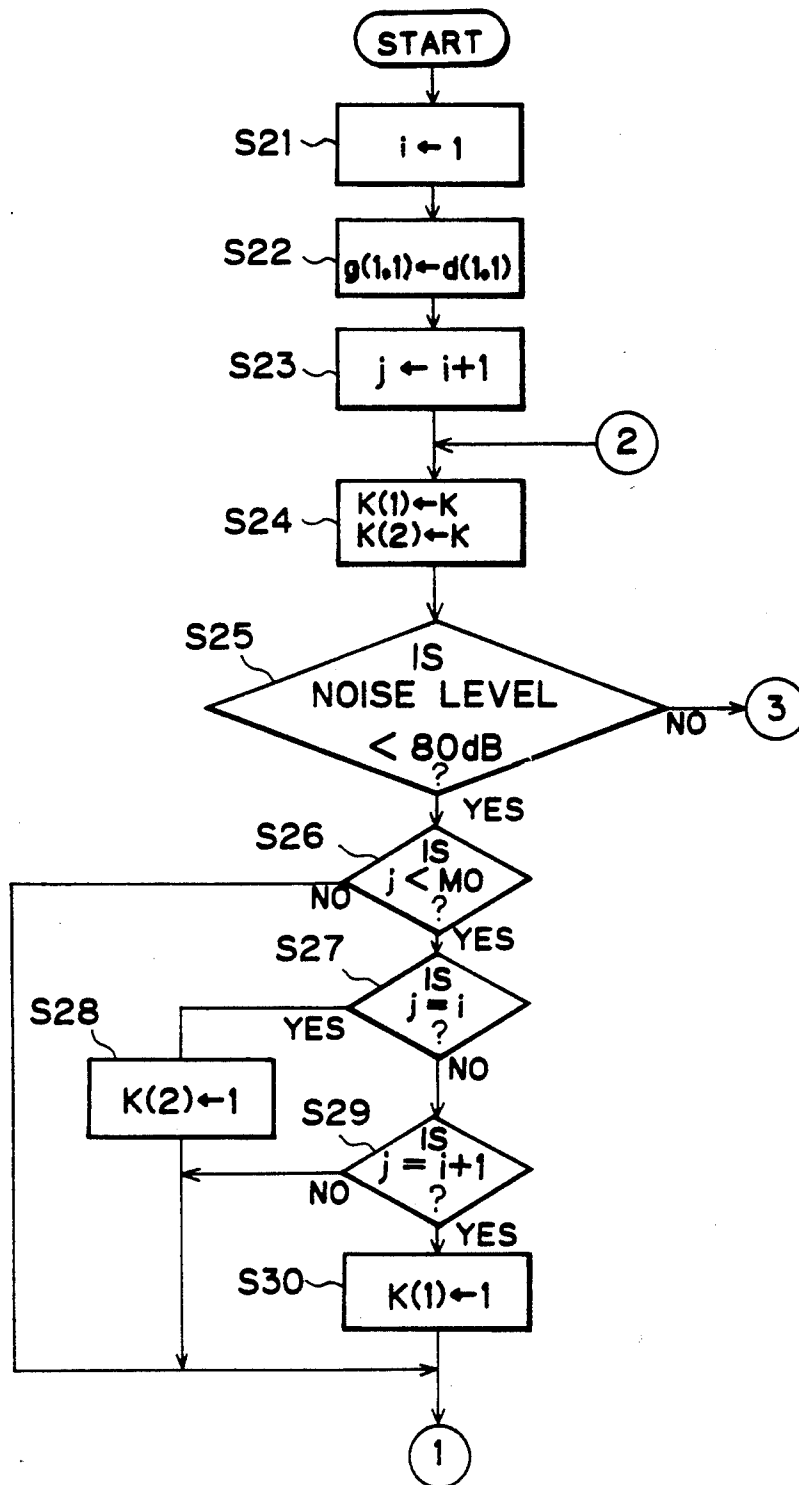 START
S21
i ← 1
S22
g(1,1)←d(1,1)
S23
j ← i+1
2
S24
K(1)←K
K(2)←K
S25
IS
NOISE LEVEL
< 80dB
?
NO
3
YES
S26
IS
j < MO
?
NO
YES
S27
IS
j = i
?
YES
NO
S28
K(2)←1
S29
IS
j = i+1
?
NO
YES
S30
K(1)←1
1